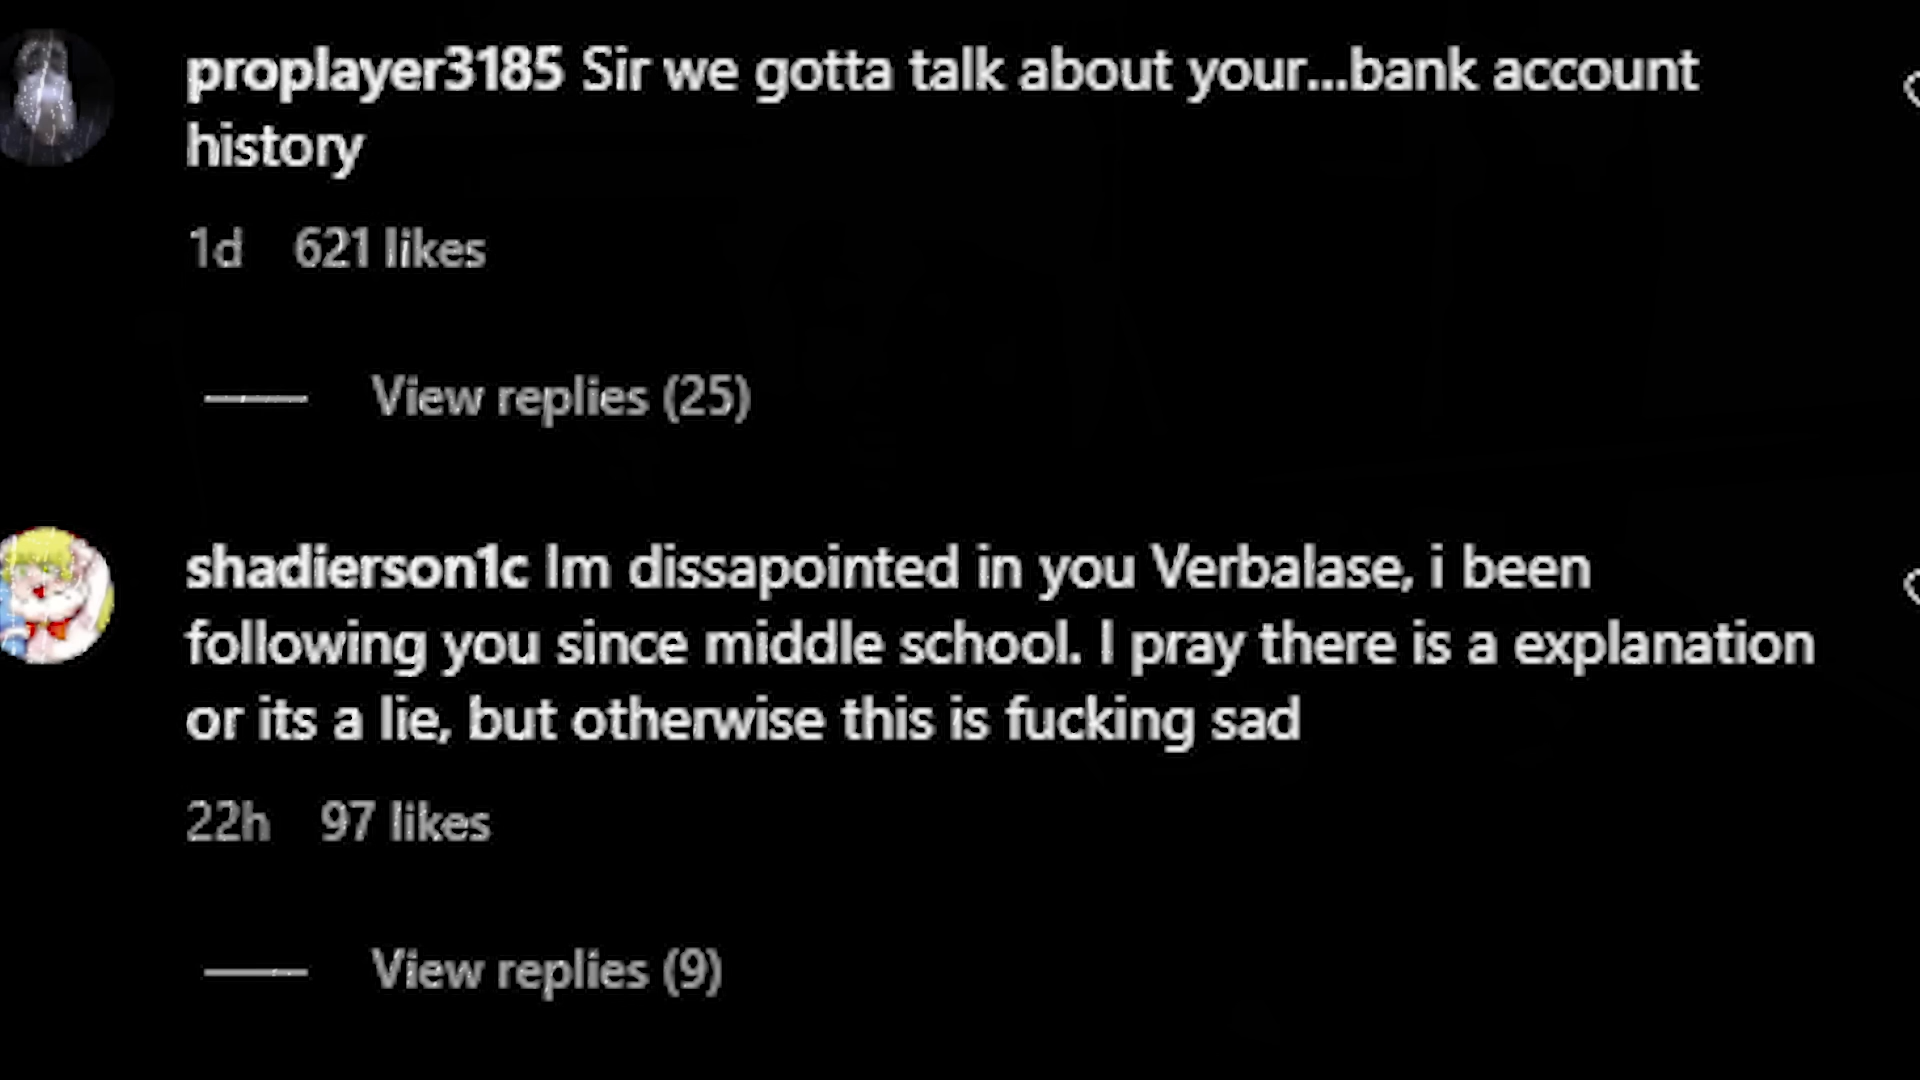 proplayer3185 Sir we gotta talk about your...bank account
history
1d 621 likes
View replies (25)
shadierson1c Im dissapointed in you Verbalase, i been
following you since middle school. I pray there is a explanation
or its a lie, but otherwise this is fucking sad
22h 97 likes
View replies (9)